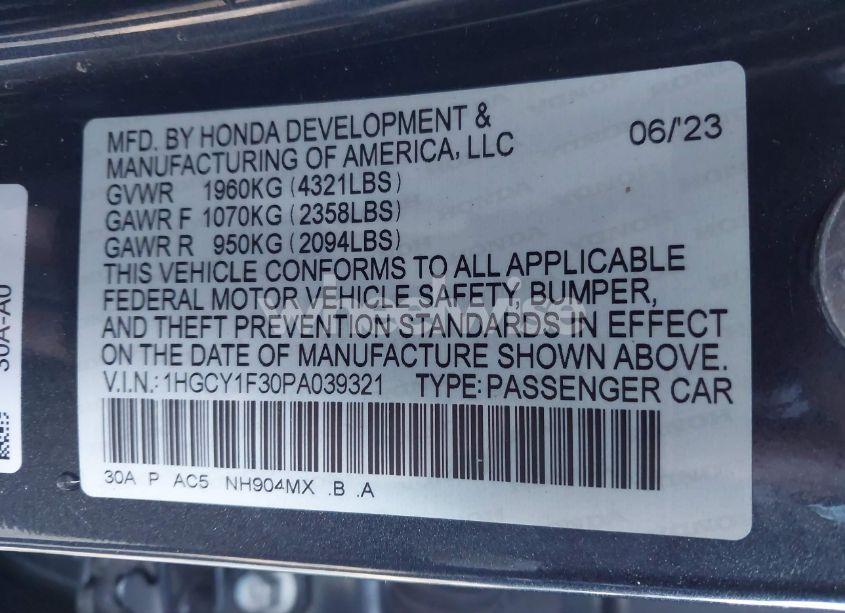 MFD. BY HONDA DEVELOPMENT &
MANUFACTURING OF AMERICA, LLC
06/'23
GVWR 1960KG (4321LBS)
GAWR F 1070KG (2358LBS)
GAWR R 950KG (2094LBS)
THIS VEHICLE CONFORMS TO ALL APPLICABLE
FEDERAL MOTOR VEHICLE SAFETY, BUMPER,
AND THEFT PREVENTION STANDARDS IN EFFECT
ON THE DATE OF MANUFACTURE SHOWN ABOVE.
V.I.N.: 1HGCY1F30PA039321 TYPE: PASSENGER CAR
30A P AC5 NH904MX .B .A
30A-A0